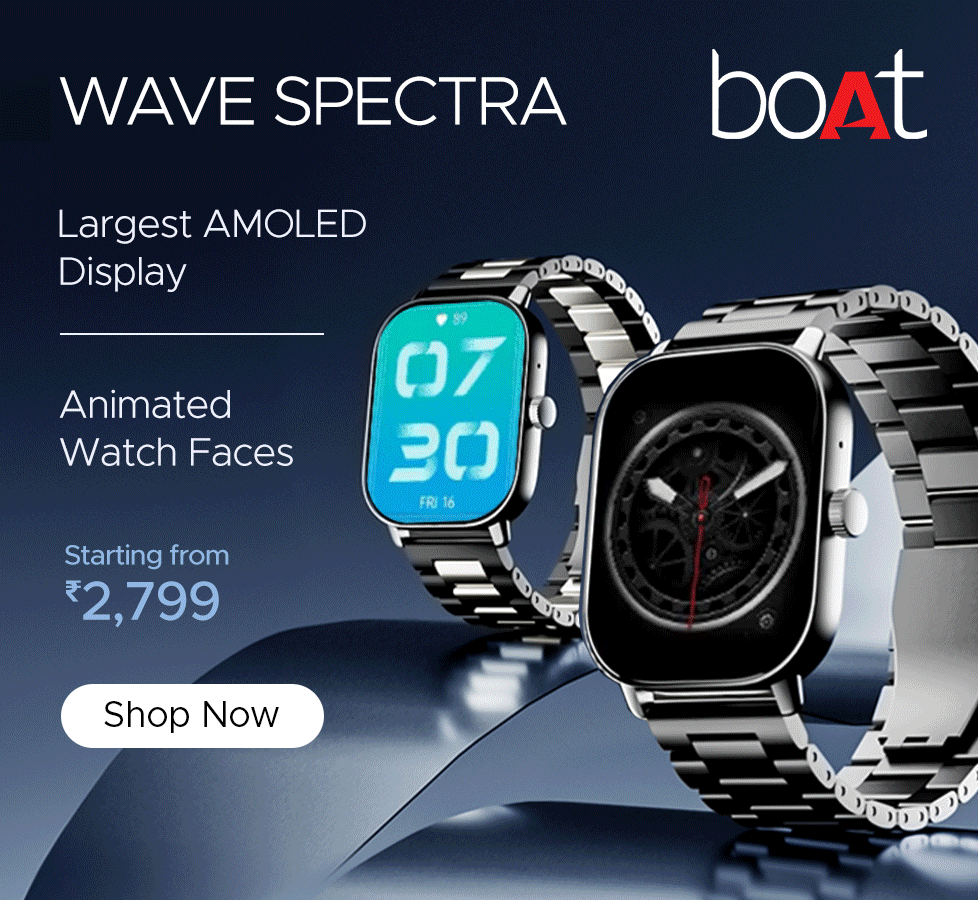 WAVE SPECTRA
boAt
Largest AMOLED
Display
Animated
Watch Faces
Starting from
₹2,799
Shop Now
89
07
30
FRI 16